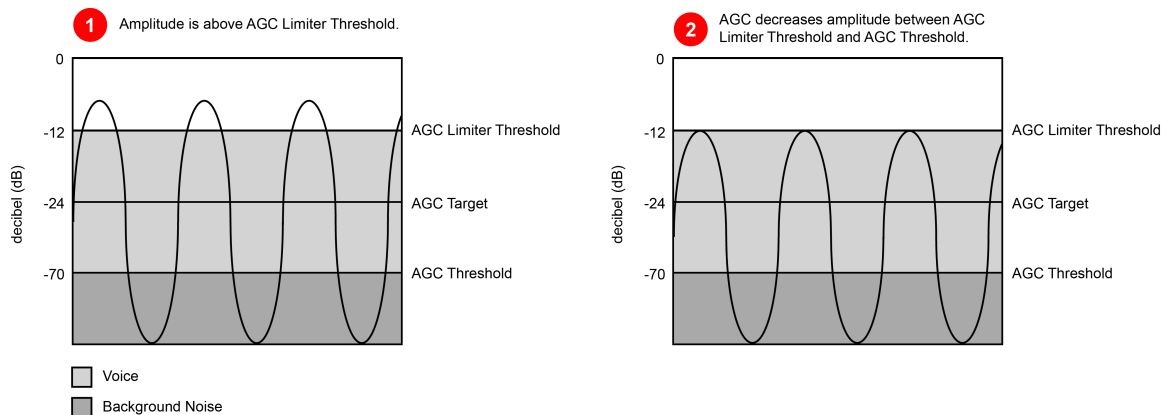 1
Amplitude is above AGC Limiter Threshold.
0
-12
-24
-70
decibel (dB)
AGC Limiter Threshold
AGC Target
AGC Threshold
Voice
Background Noise
2
AGC decreases amplitude between AGC
Limiter Threshold and AGC Threshold.
0
-12
-24
-70
decibel (dB)
AGC Limiter Threshold
AGC Target
AGC Threshold